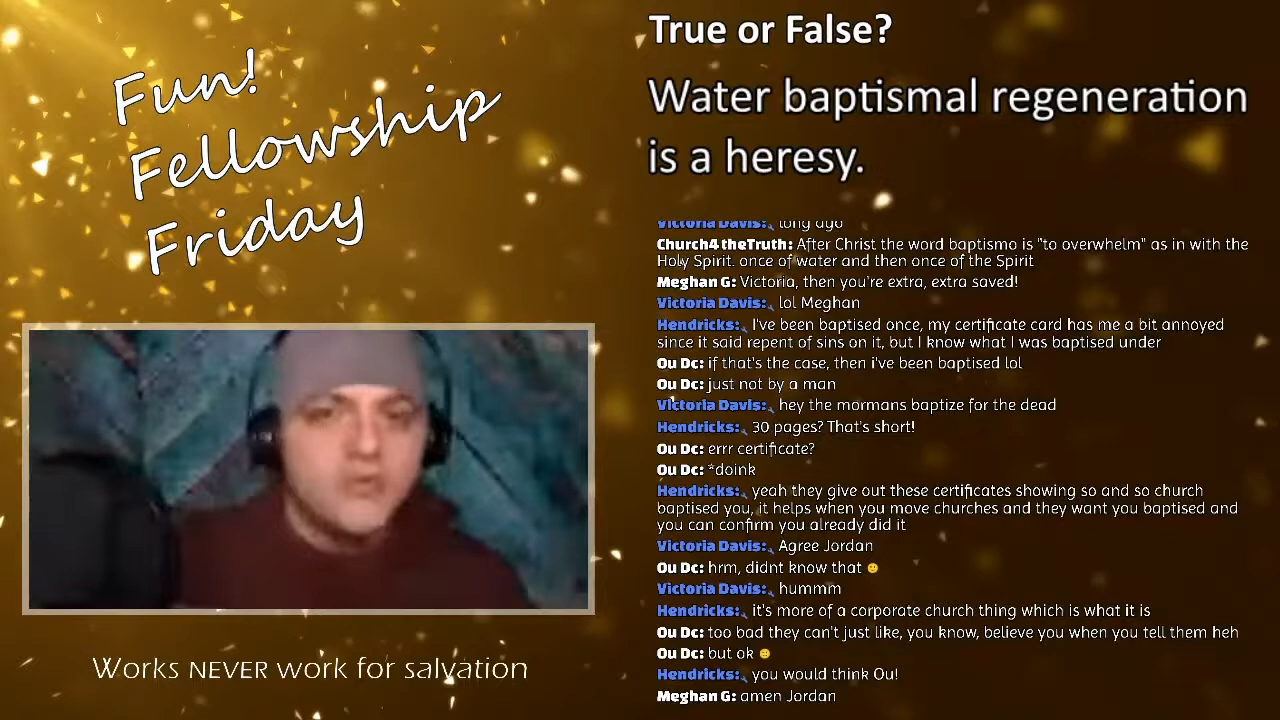 Fun!
Fellowship
Friday
Works NEVER work for salvation
True or False?
Water baptismal regeneration
is a heresy.
Victoria Davis: long ago
Church4theTruth: After Christ the word baptismo is "to overwhelm" as in with the
Holy Spirit. once of water and then once of the Spirit
Meghan G: Victoria, then you're extra, extra saved!
Victoria Davis: lol Meghan
Hendricks: I've been baptised once, my certificate card has me a bit annoyed
since it said repent of sins on it, but I know what I was baptised under
Ou Dc: if that's the case, then i've been baptised lol
Ou Dc: just not by a man
Victoria Davis: hey the mormans baptize for the dead
Hendricks: 30 pages? That's short!
Ou Dc: errr certificate?
Ou Dc: *doink
Hendricks: yeah they give out these certificates showing so and so church
baptised you, it helps when you move churches and they want you baptised and
you can confirm you already did it
Victoria Davis: Agree Jordan
Ou Dc: hrm, didnt know that 🙂
Victoria Davis: hummm
Hendricks: it's more of a corporate church thing which is what it is
Ou Dc: too bad they can't just like, you know, believe you when you tell them heh
Ou Dc: but ok 🙂
Hendricks: you would think Ou!
Meghan G: amen Jordan